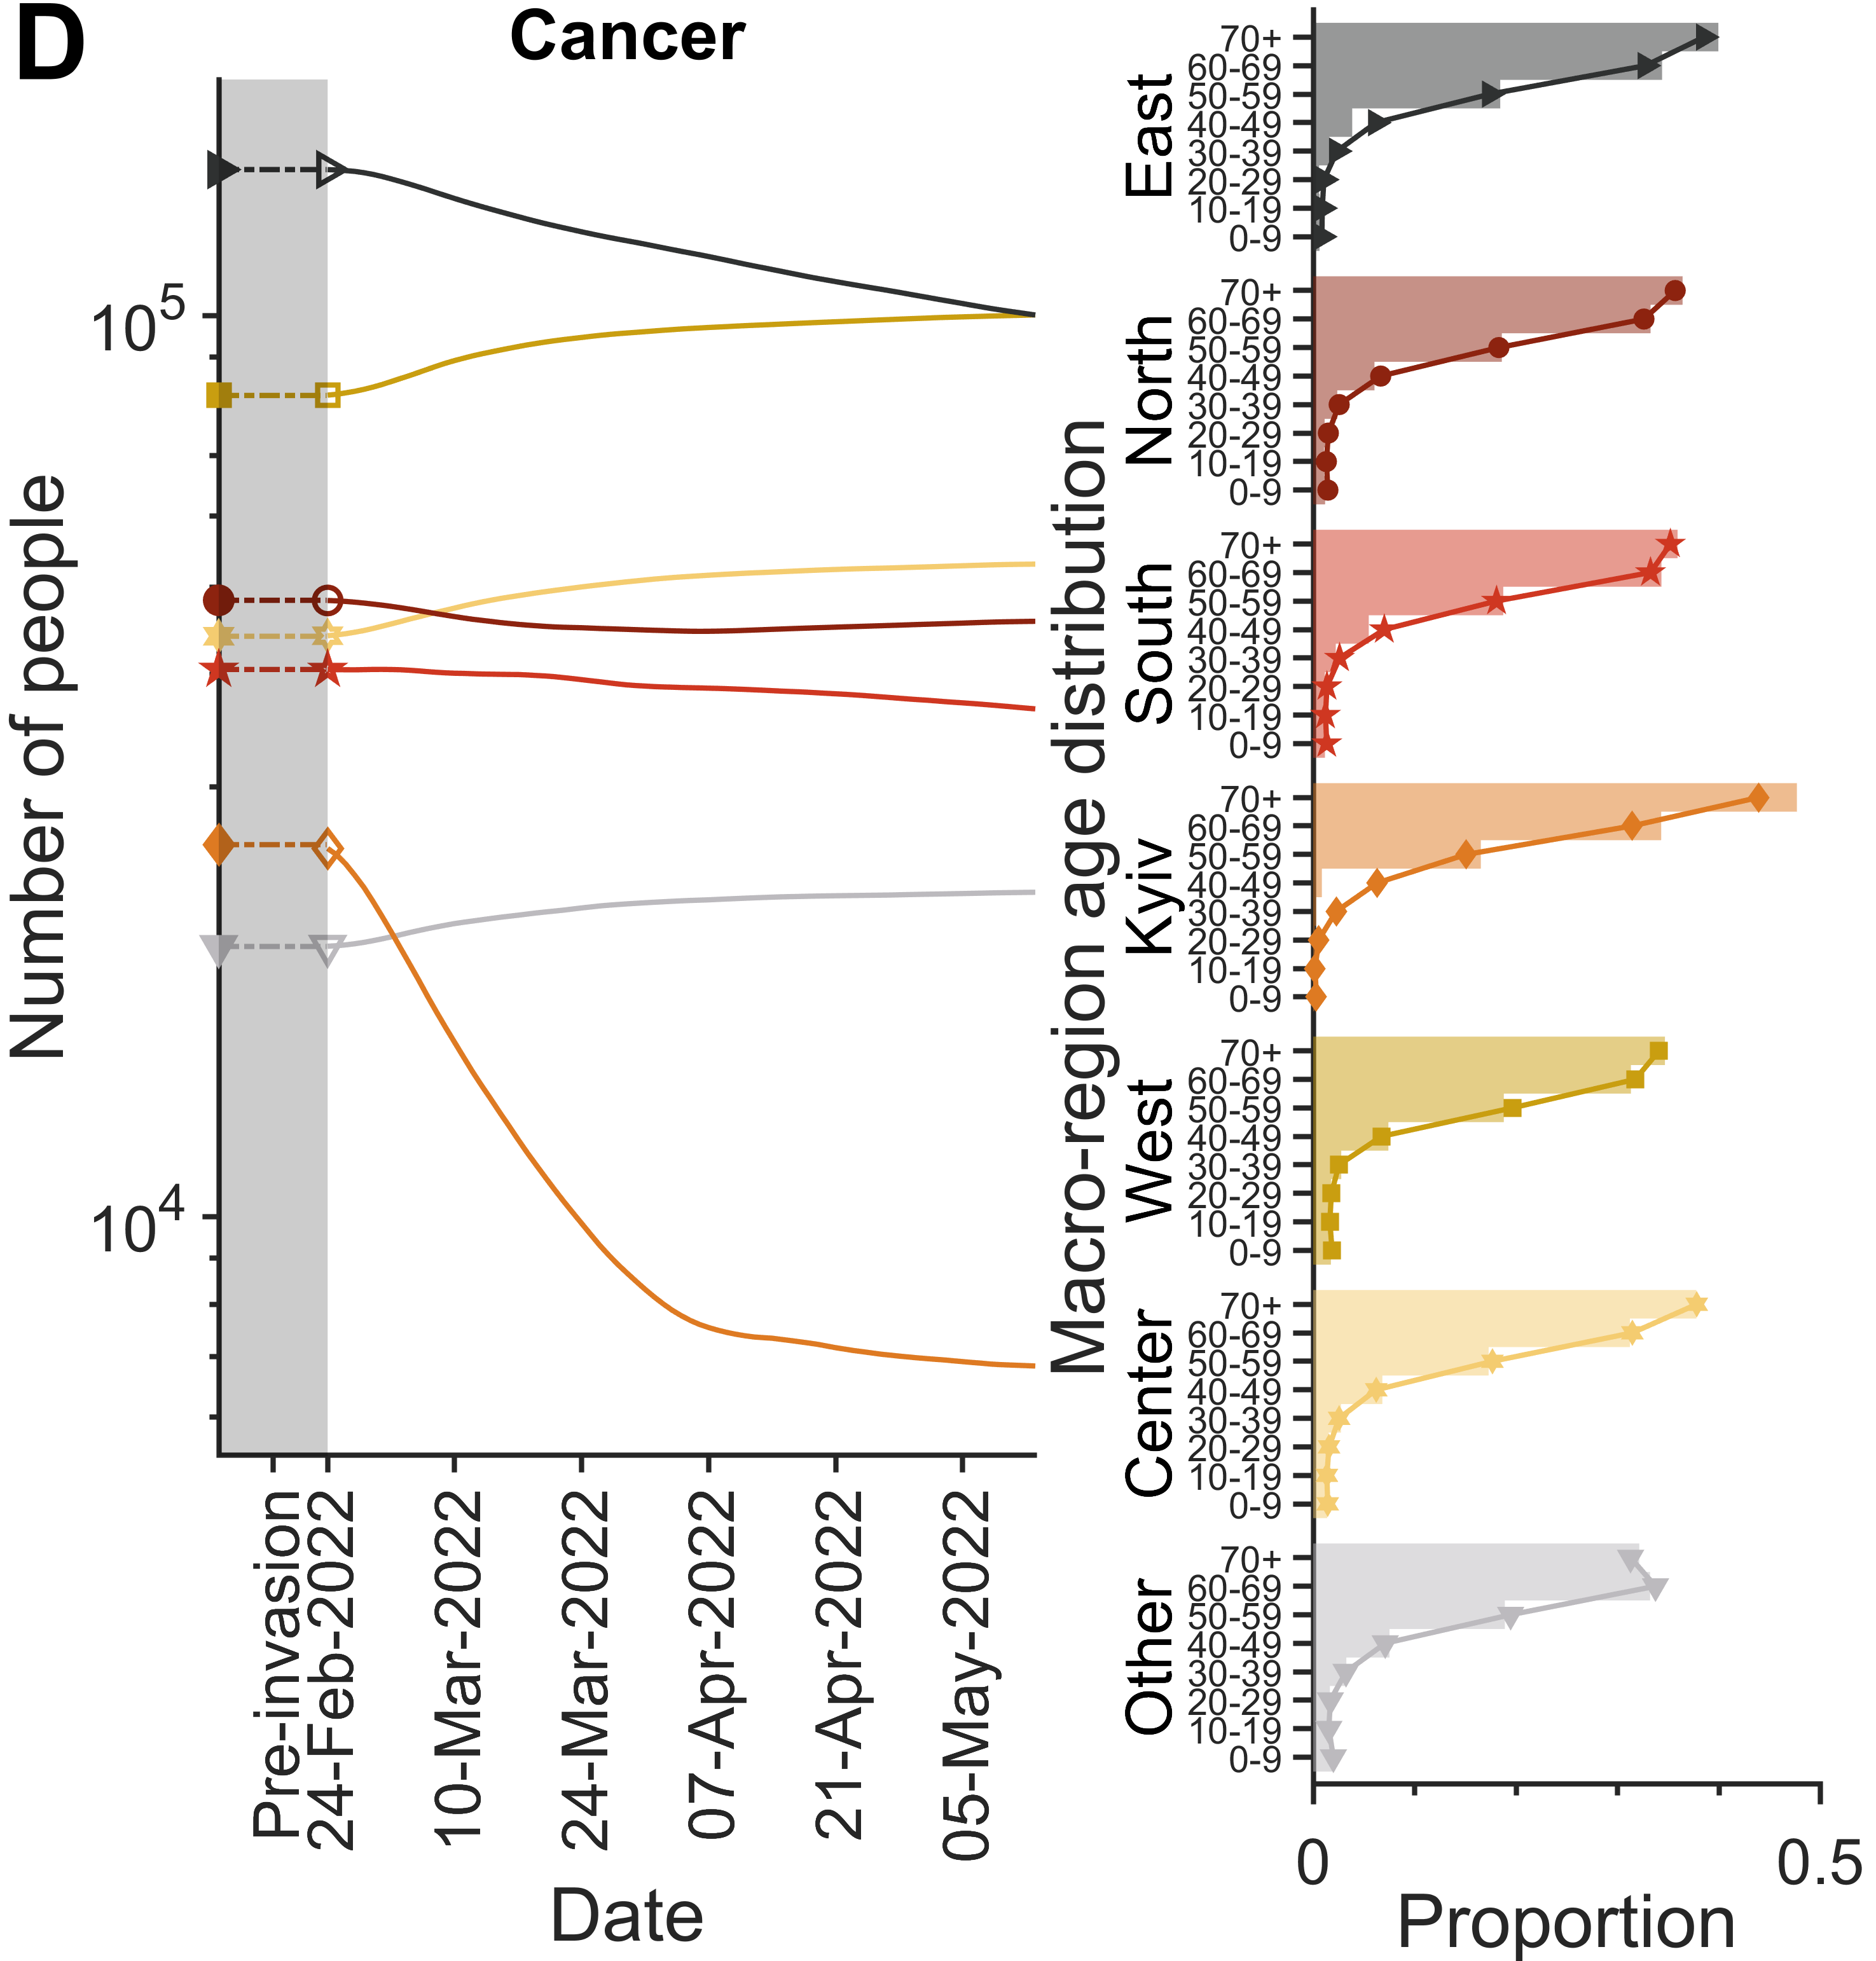 D
Cancer
Number of people
10^5
10^4
Pre-invasion
24-Feb-2022
10-Mar-2022
24-Mar-2022
07-Apr-2022
21-Apr-2022
05-May-2022
Date
Macro-region age distribution
East
70+
60-69
50-59
40-49
30-39
20-29
10-19
0-9
North
70+
60-69
50-59
40-49
30-39
20-29
10-19
0-9
South
70+
60-69
50-59
40-49
30-39
20-29
10-19
0-9
Kyiv
70+
60-69
50-59
40-49
30-39
20-29
10-19
0-9
West
70+
60-69
50-59
40-49
30-39
20-29
10-19
0-9
Center
70+
60-69
50-59
40-49
30-39
20-29
10-19
0-9
Other
70+
60-69
50-59
40-49
30-39
20-29
10-19
0-9
0 0.5
Proportion